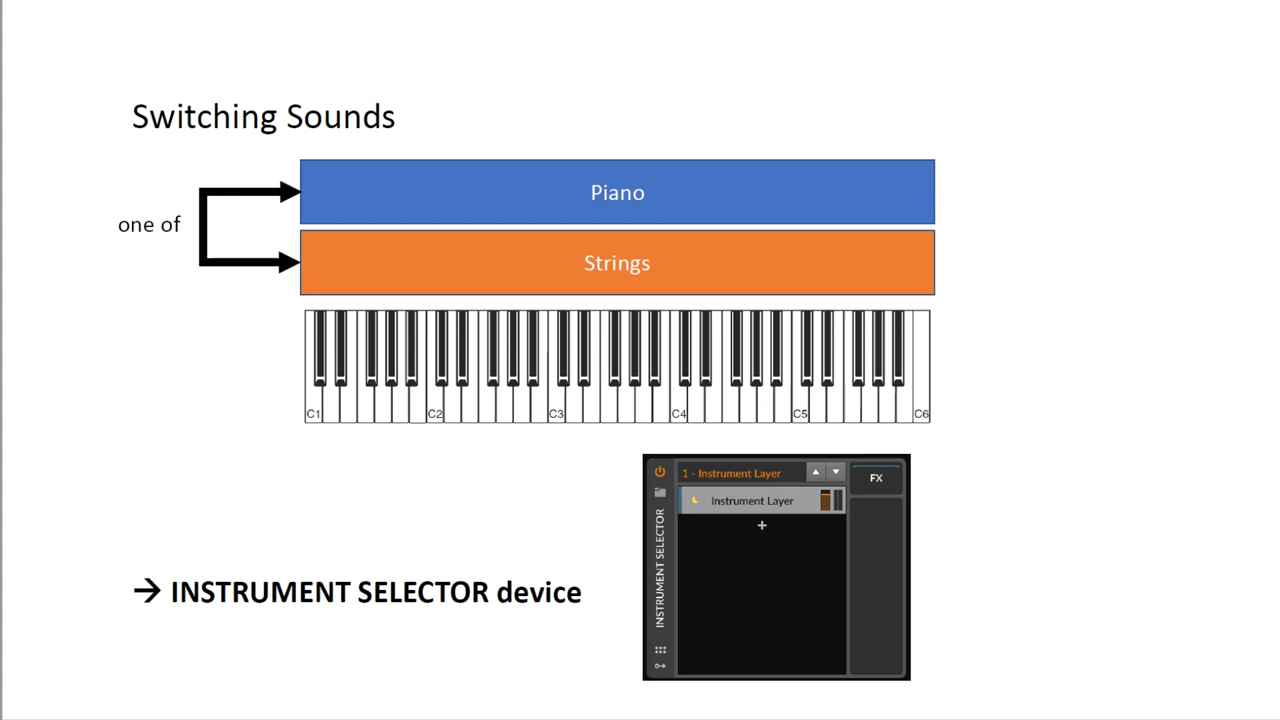 Switching Sounds
Piano
one of
Strings
C1 C2 C3 C4 C5 C6
1 - Instrument Layer
FX
Instrument Layer
+
INSTRUMENT SELECTOR
→ INSTRUMENT SELECTOR device